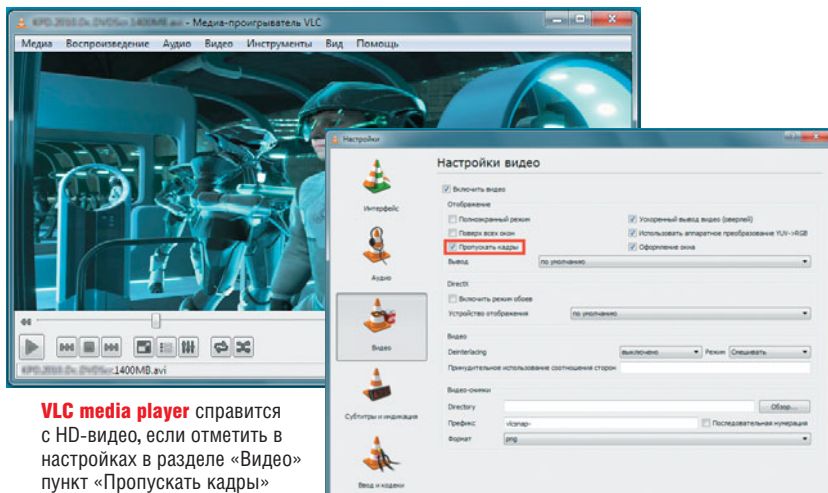 - Медиа-проигрыватель VLC
Медиа Воспроизведение Аудио Видео Инструменты Вид Помощь
1400MB.avi
VLC media player справится
с HD-видео, если отметить в
настройках в разделе «Видео»
пункт «Пропускать кадры»
Настройки
Интерфейс
Аудио
Видео
Субтитры и индикация
Ввод и кодеки
Настройки видео
Включить видео
Отображение
Полноэкранный режим
Ускоренный вывод видео (оверлей)
Поверх всех окон
Использовать аппаратное преобразование YUV->RGB
Пропускать кадры
Оформление окна
Вывод по умолчанию
DirectX
Включить режим обоев
Устройство отображения по умолчанию
Видео
Deinterlacing выключено Режим Смешивать
Принудительное использование соотношения сторон
Видео-снимки
Directory Обзор...
Префикс vlcsnap- Последовательная нумерация
Формат png